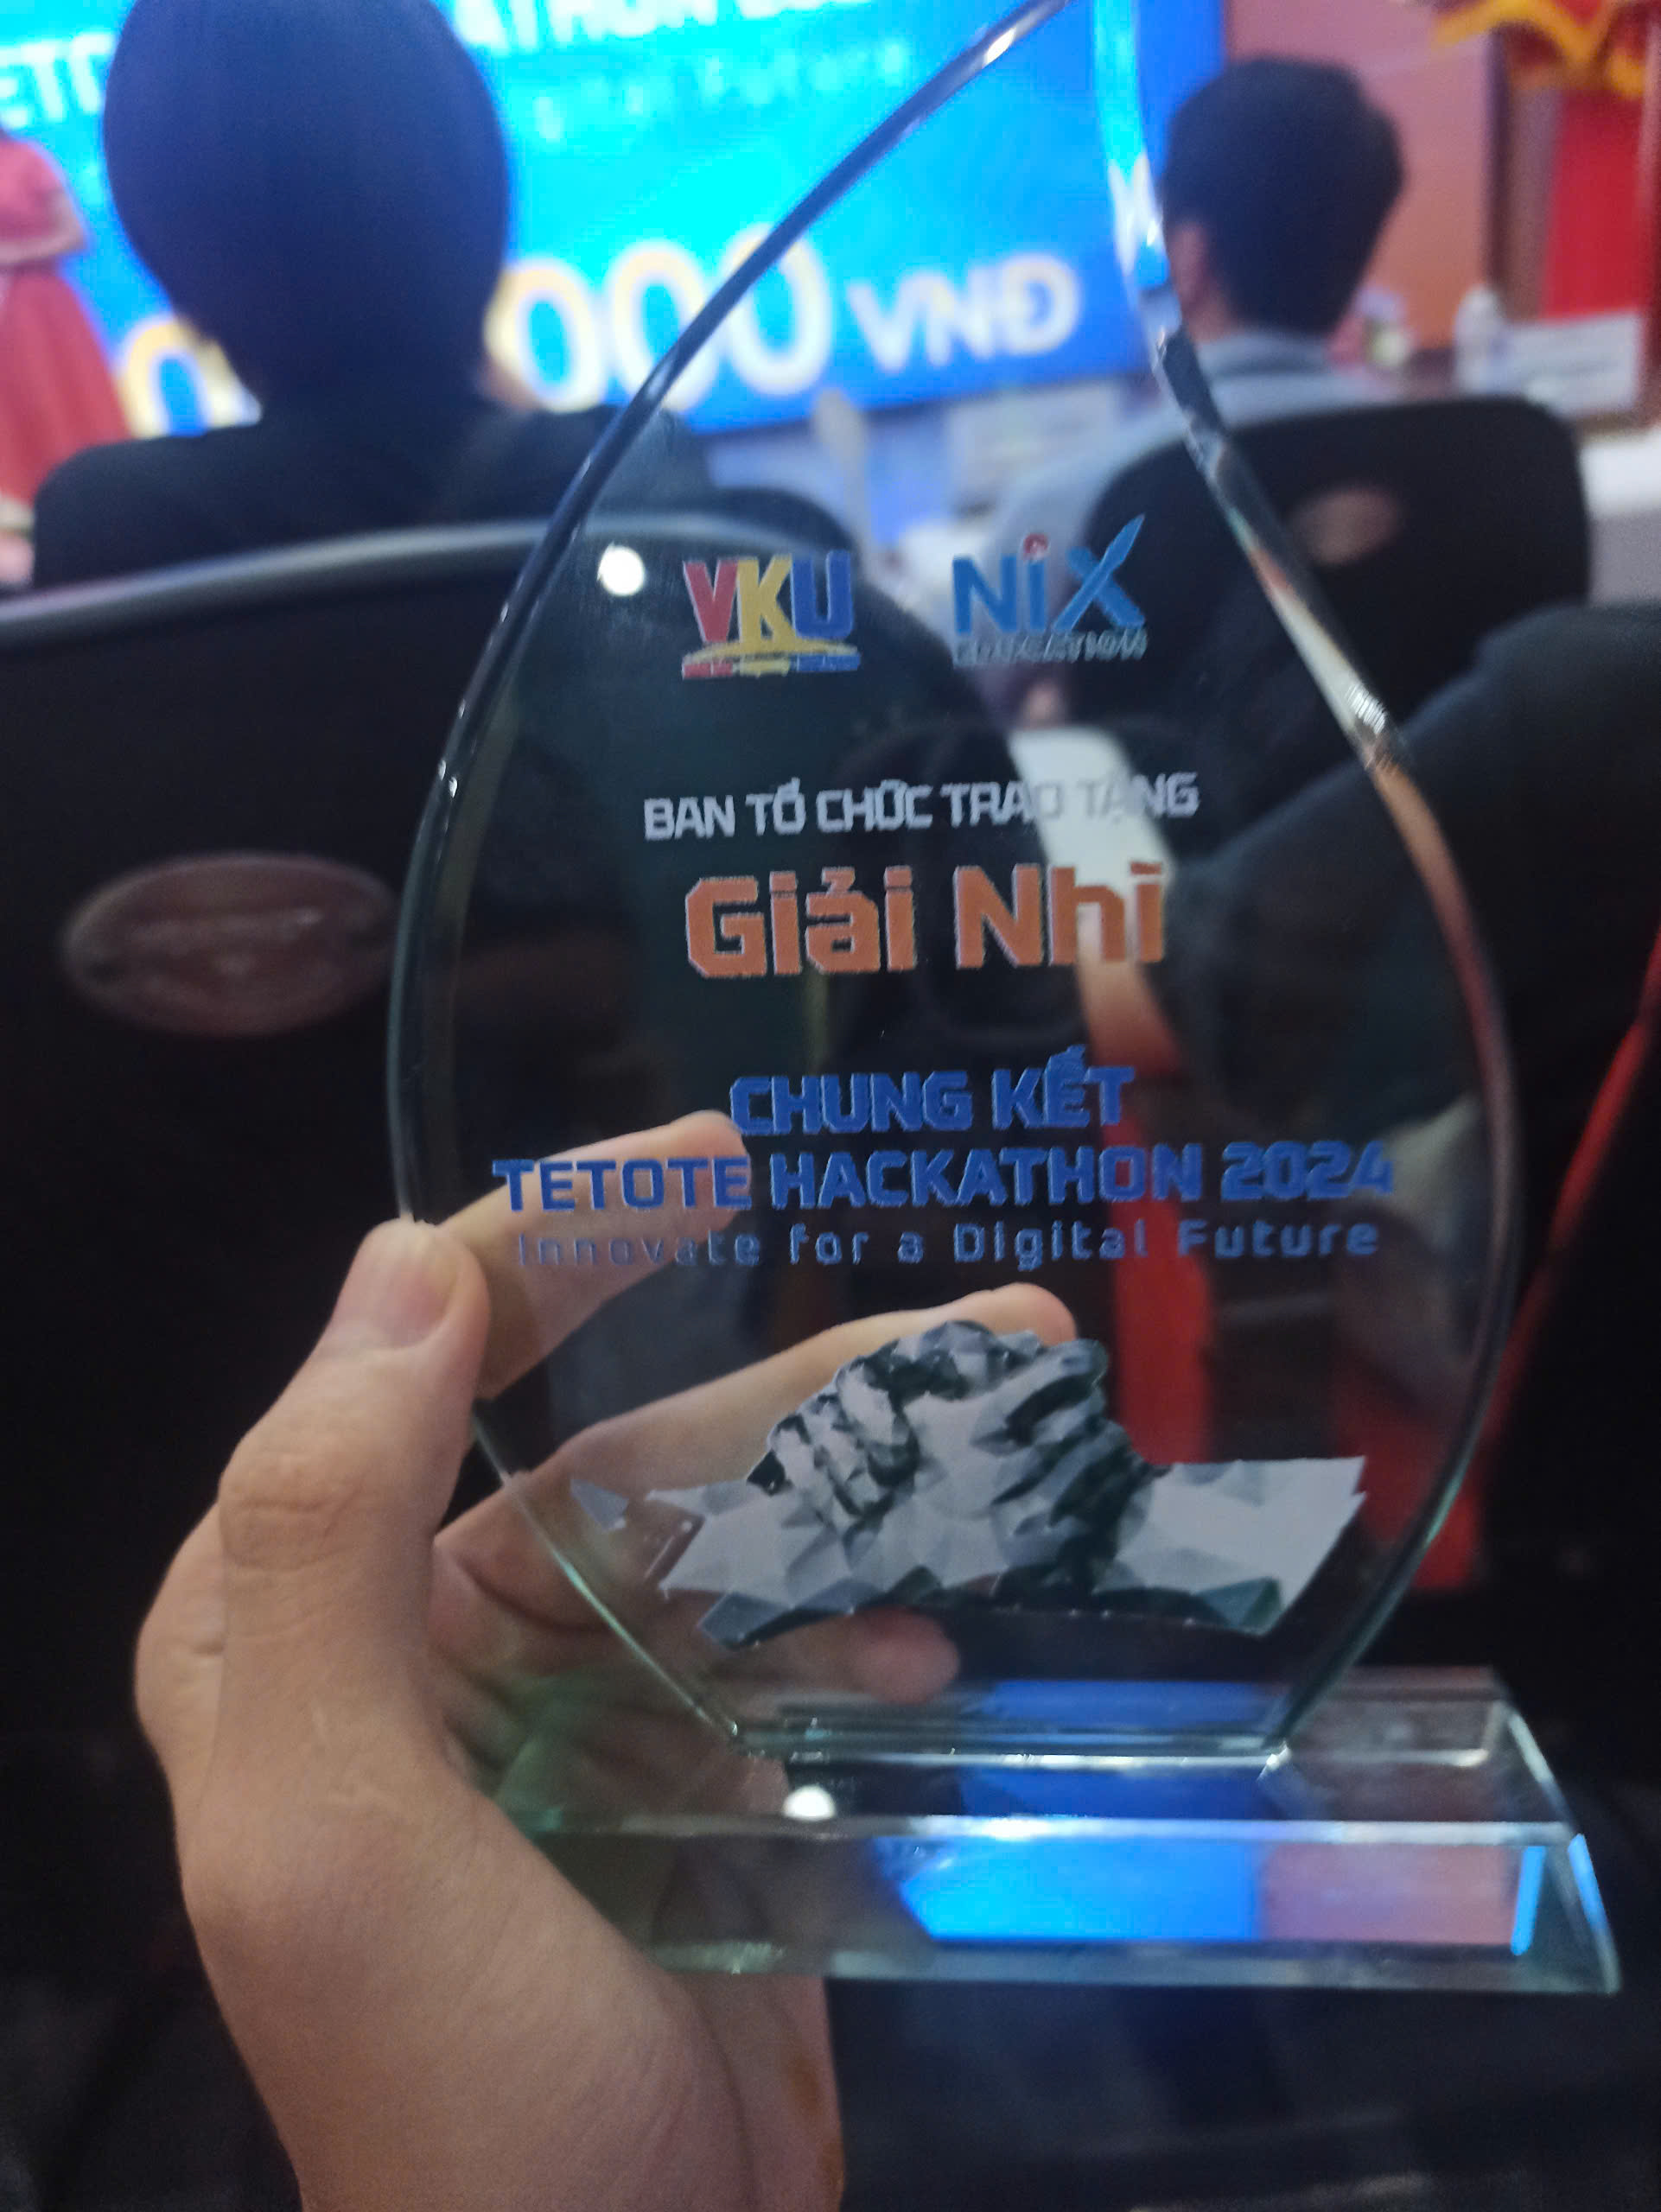 000 VNĐ
VKU
NiX
EDUCATION
BAN TỔ CHỨC TRAO TẶNG
Giải Nhì
CHUNG KẾT
TETOTE HACKATHON 2024
Innovate for a Digital Future